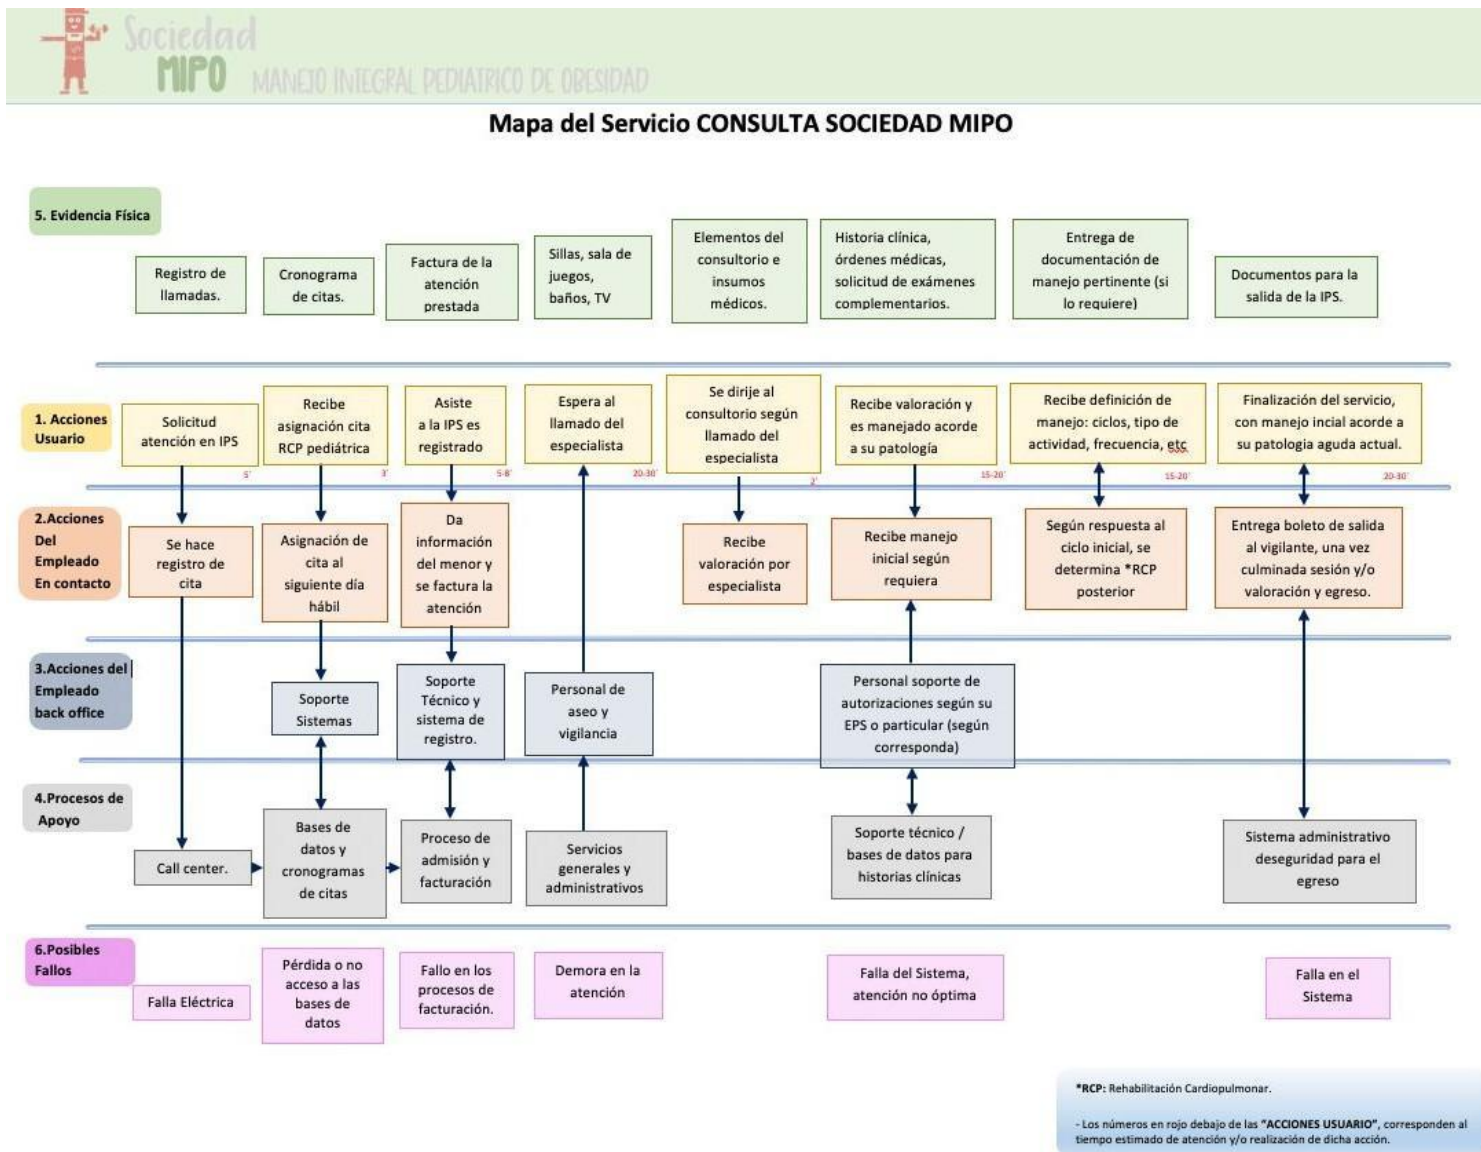 Sociedad
MIPO MANEJO INTEGRAL PEDIATRICO DE OBESIDAD
Mapa del Servicio CONSULTA SOCIEDAD MIPO
5. Evidencia Física
Registro de
llamadas.
Cronograma
de citas.
Factura de la
atención
prestada
Sillas, sala de
juegos,
baños, TV
Elementos del
consultorio e
insumos
médicos.
Historia clínica,
órdenes médicas,
solicitud de exámenes
complementarios.
Entrega de
documentación de
manejo pertinente (si
lo requiere)
Documentos para la
salida de la IPS.
1. Acciones
Usuario
Solicitud
atención en IPS
5´
Recibe
asignación cita
RCP pediátrica
3´
Asiste
a la IPS es
registrado
5-8´
Espera al
llamado del
especialista
20-30´
Se dirije al
consultorio según
llamado del
especialista
2´
Recibe valoración y
es manejado acorde
a su patología
15-20´
Recibe definición de
manejo: ciclos, tipo de
actividad, frecuencia, etc
15-20´
Finalización del servicio,
con manejo incial acorde a
su patologia aguda actual.
20-30´
2.Acciones
Del
Empleado
En contacto
Se hace
registro de
cita
Asignación de
cita al
siguiente día
hábil
Da
información
del menor y
se factura la
atención
Recibe
valoración por
especialista
Recibe manejo
inicial según
requiera
Según respuesta al
ciclo inicial, se
determina *RCP
posterior
Entrega boleto de salida
al vigilante, una vez
culminada sesión y/o
valoración y egreso.
3.Acciones del
Empleado
back office
Soporte
Sistemas
Soporte
Técnico y
sistema de
registro.
Personal de
aseo y
vigilancia
Personal soporte de
autorizaciones según su
EPS o particular (según
corresponda)
4.Procesos de
Apoyo
Call center.
Bases de
datos y
cronogramas
de citas
Proceso de
admisión y
facturación
Servicios
generales y
administrativos
Soporte técnico /
bases de datos para
historias clínicas
Sistema administrativo
deseguridad para el
egreso
6.Posibles
Fallos
Falla Eléctrica
Pérdida o no
acceso a las
bases de
datos
Fallo en los
procesos de
facturación.
Demora en la
atención
Falla del Sistema,
atención no óptima
Falla en el
Sistema
*RCP: Rehabilitación Cardiopulmonar.
- Los números en rojo debajo de las "ACCIONES USUARIO", corresponden al
tiempo estimado de atención y/o realización de dicha acción.